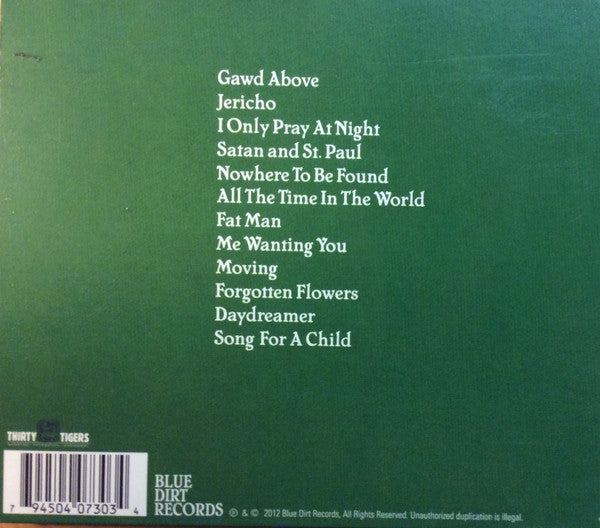 Gawd Above
Jericho
I Only Pray At Night
Satan and St. Paul
Nowhere To Be Found
All The Time In The World
Fat Man
Me Wanting You
Moving
Forgotten Flowers
Daydreamer
Song For A Child
THIRTY TIGERS
7 94504 07303 4
BLUE
DIRT
RECORDS ℗ & © 2012 Blue Dirt Records, All Rights Reserved. Unauthorized duplication is illegal.